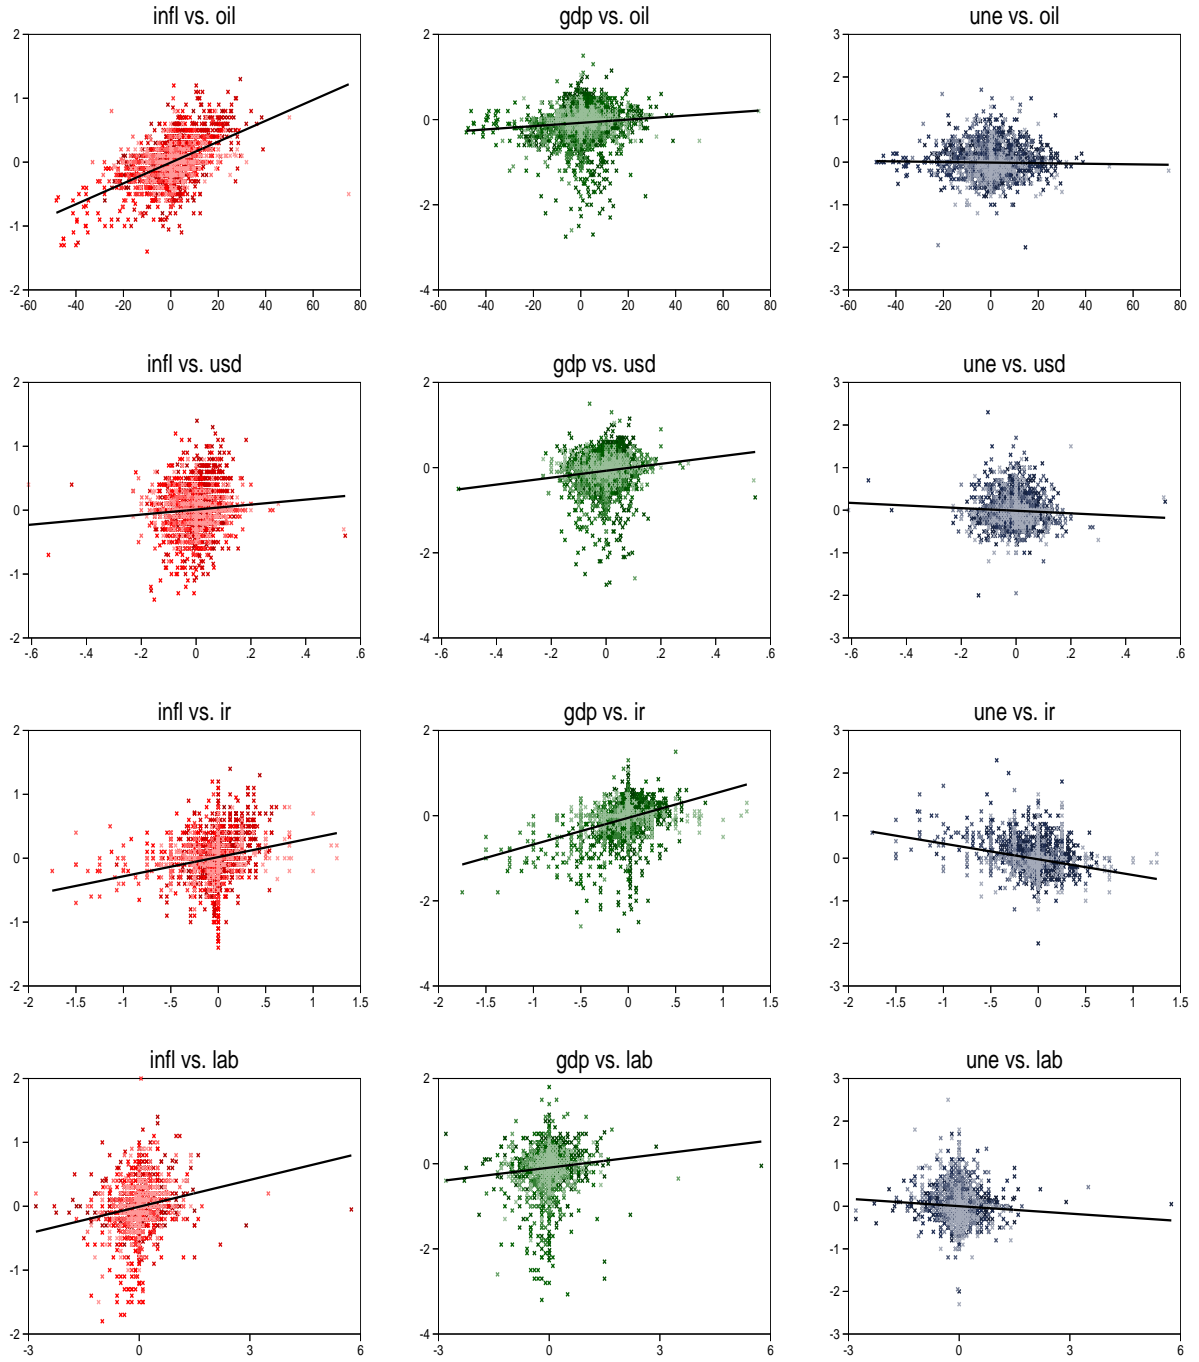 infl vs. oil gdp vs. oil une vs. oil
2 2 3
1 0 2
0 -2 1
-1 -4 0
-2 -1
-2
-3
-60 -40 -20 0 20 40 60 80 -60 -40 -20 0 20 40 60 80 -60 -40 -20 0 20 40 60 80
infl vs. usd gdp vs. usd une vs. usd
2 2 3
1 0 2
0 -2 1
-1 -4 0
-2 -1
-2
-3
-.6 -.4 -.2 0 .2 .4 .6 -.6 -.4 -.2 0 .2 .4 .6 -.6 -.4 -.2 0 .2 .4 .6
infl vs. ir gdp vs. ir une vs. ir
2 2 3
1 0 2
0 -2 1
-1 -4 0
-2 -1
-2
-3
-2 -1.5 -1 -.5 0 .5 1 1.5 -2 -1.5 -1 -.5 0 .5 1 1.5 -2 -1.5 -1 -.5 0 .5 1 1.5
infl vs. lab gdp vs. lab une vs. lab
2 2 3
1 0 2
0 -2 1
-1 -4 0
-2 -1
-2
-3
-3 0 3 6 -3 0 3 6 -3 0 3 6